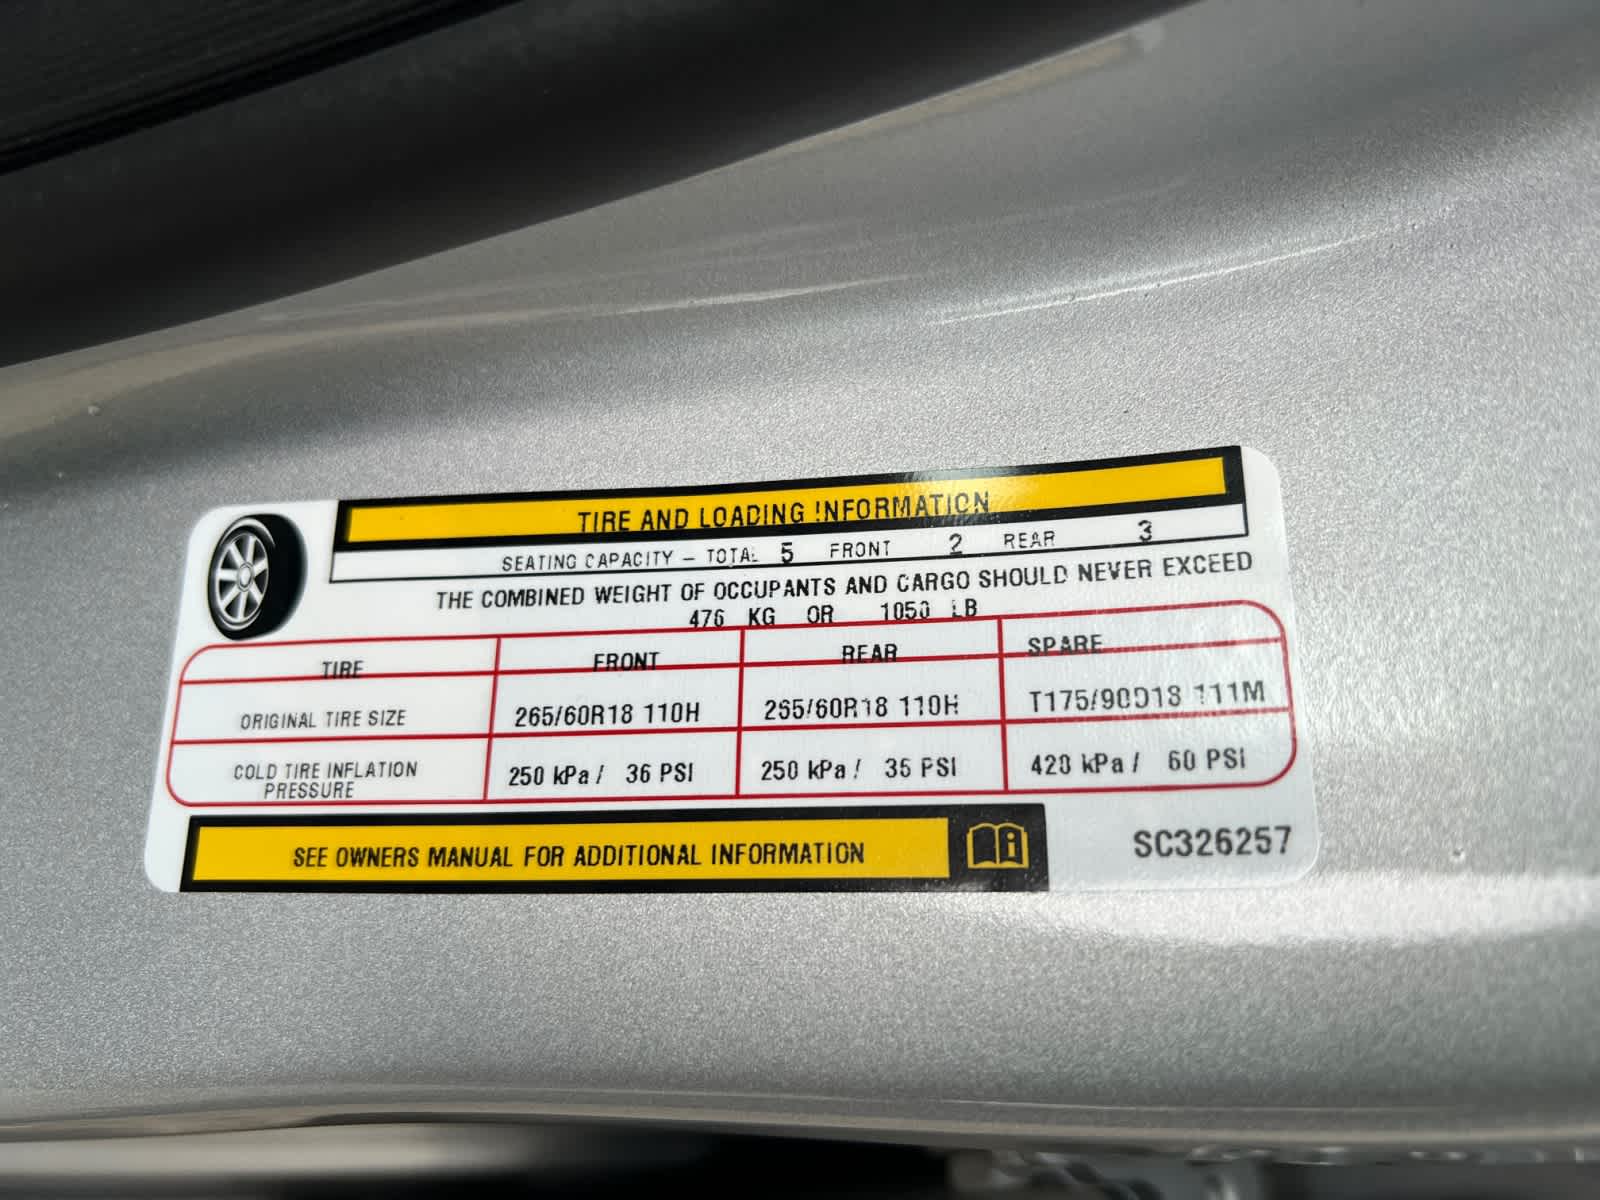 TIRE AND LOADING INFORMATION
SEATING CAPACITY – TOTAL 5 FRONT 2 REAR 3
THE COMBINED WEIGHT OF OCCUPANTS AND CARGO SHOULD NEVER EXCEED
476 KG OR 1050 LB
TIRE FRONT REAR SPARE
ORIGINAL TIRE SIZE 265/60R18 110H 265/60R18 110H T175/90D18 111M
COLD TIRE INFLATION PRESSURE 250 kPa / 36 PSI 250 kPa / 36 PSI 420 kPa / 60 PSI
SEE OWNERS MANUAL FOR ADDITIONAL INFORMATION
SC326257